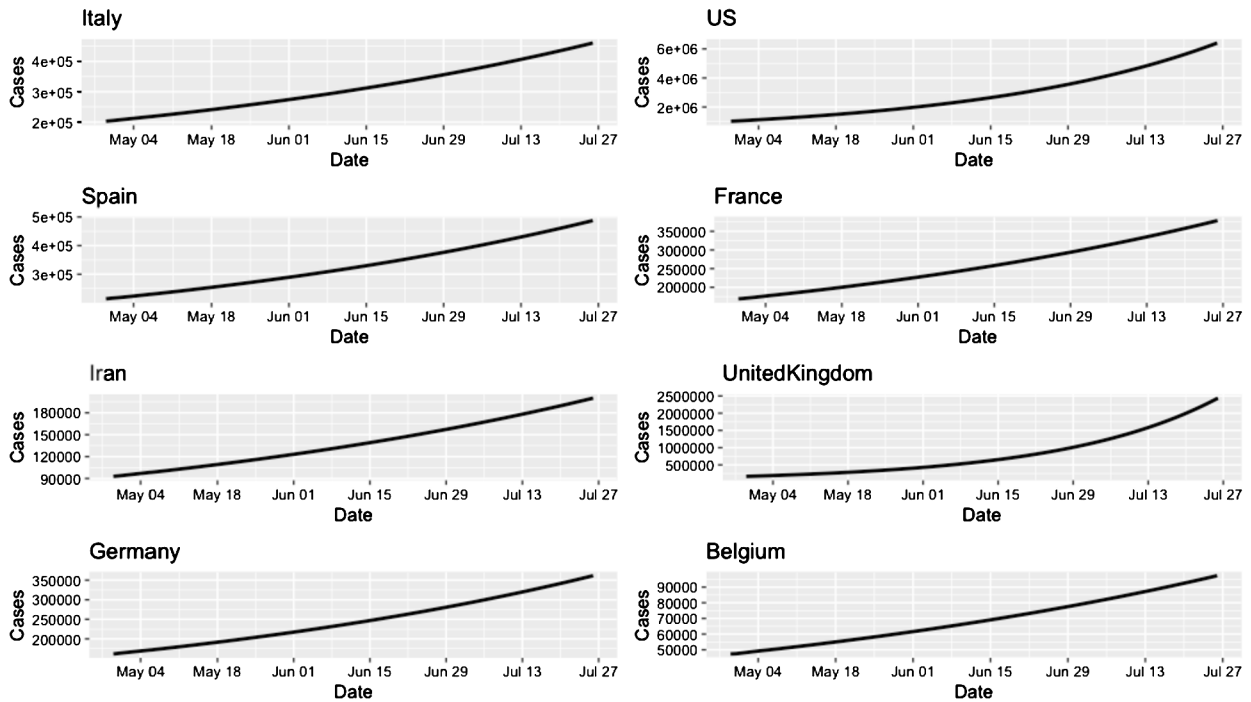 Italy
Cases
4e+05
3e+05
2e+05
May 04 May 18 Jun 01 Jun 15 Jun 29 Jul 13 Jul 27
Date
US
Cases
6e+06
4e+06
2e+06
May 04 May 18 Jun 01 Jun 15 Jun 29 Jul 13 Jul 27
Date
Spain
Cases
5e+05
4e+05
3e+05
May 04 May 18 Jun 01 Jun 15 Jun 29 Jul 13 Jul 27
Date
France
Cases
350000
300000
250000
200000
May 04 May 18 Jun 01 Jun 15 Jun 29 Jul 13 Jul 27
Date
Iran
Cases
180000
150000
120000
90000
May 04 May 18 Jun 01 Jun 15 Jun 29 Jul 13 Jul 27
Date
UnitedKingdom
Cases
2500000
2000000
1500000
1000000
500000
May 04 May 18 Jun 01 Jun 15 Jun 29 Jul 13 Jul 27
Date
Germany
Cases
350000
300000
250000
200000
May 04 May 18 Jun 01 Jun 15 Jun 29 Jul 13 Jul 27
Date
Belgium
Cases
90000
80000
70000
60000
50000
May 04 May 18 Jun 01 Jun 15 Jun 29 Jul 13 Jul 27
Date